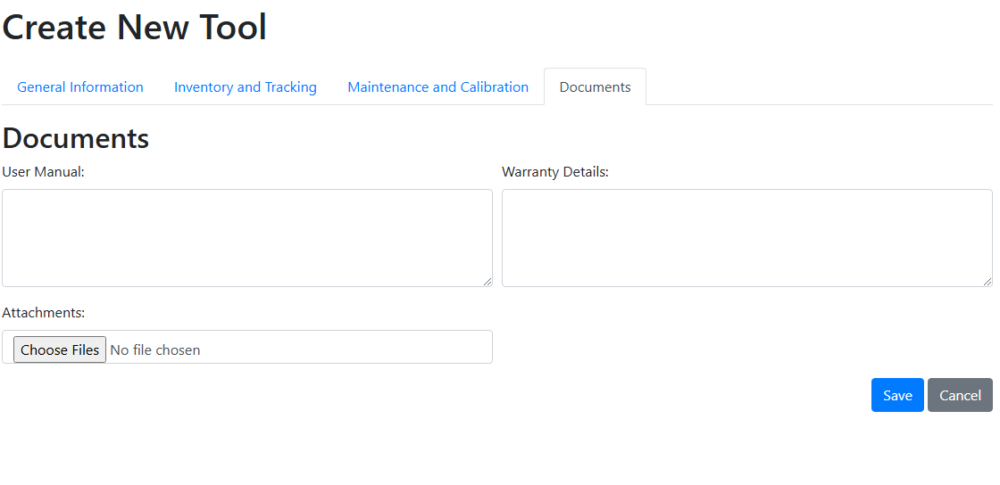 Create New Tool
General Information Inventory and Tracking Maintenance and Calibration Documents
Documents
User Manual: Warranty Details:
Attachments:
Choose Files No file chosen
Save Cancel